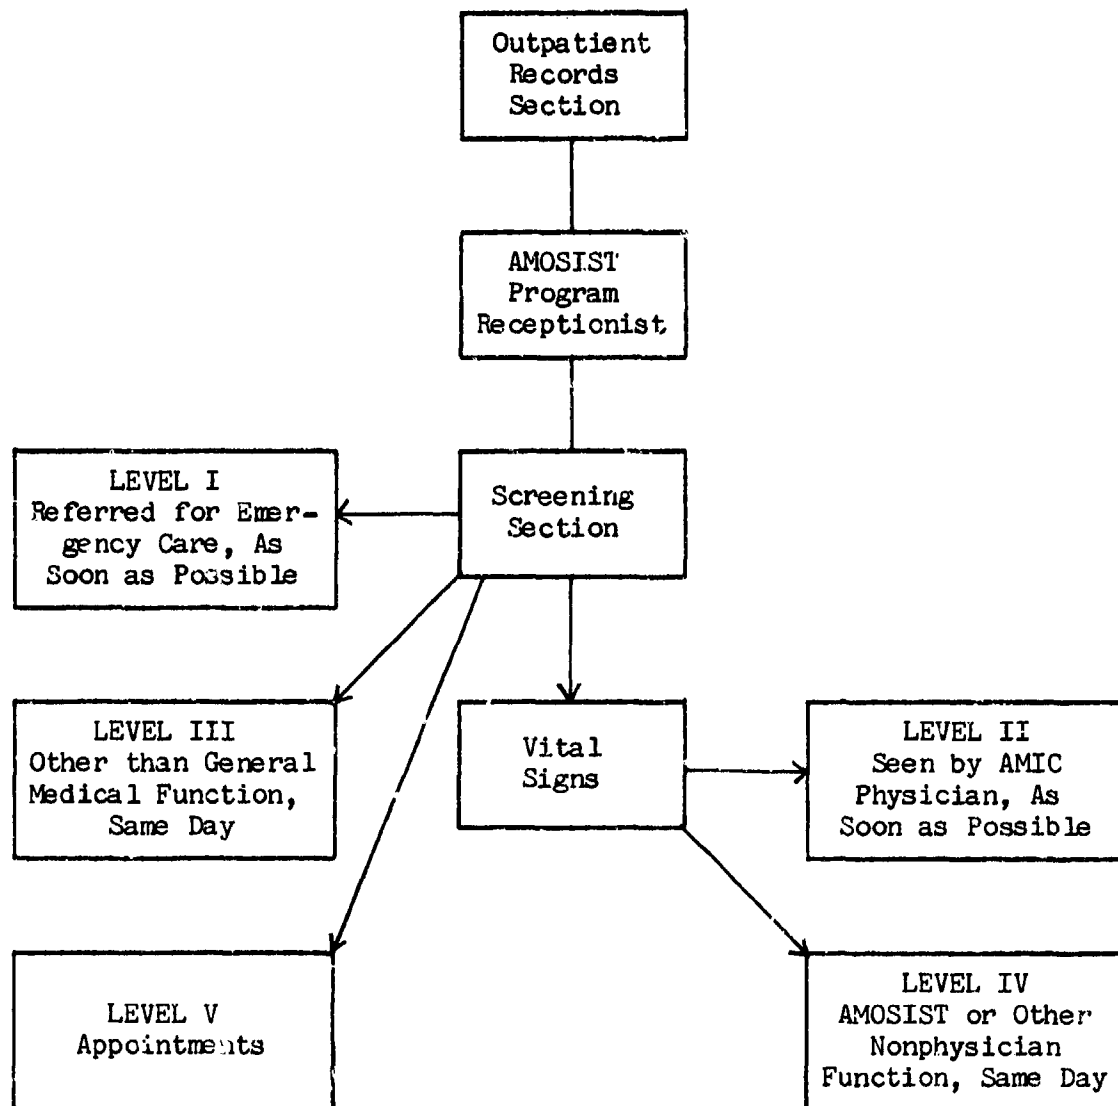 Outpatient
Records
Section
AMOSIST
Program
Receptionist
LEVEL I
Referred for Emer-
gency Care, As
Soon as Possible
Screening
Section
LEVEL III
Other than General
Medical Function,
Same Day
Vital
Signs
LEVEL II
Seen by AMIC
Physician, As
Soon as Possible
LEVEL V
Appointments
LEVEL IV
AMOSIST or Other
Nonphysician
Function, Same Day